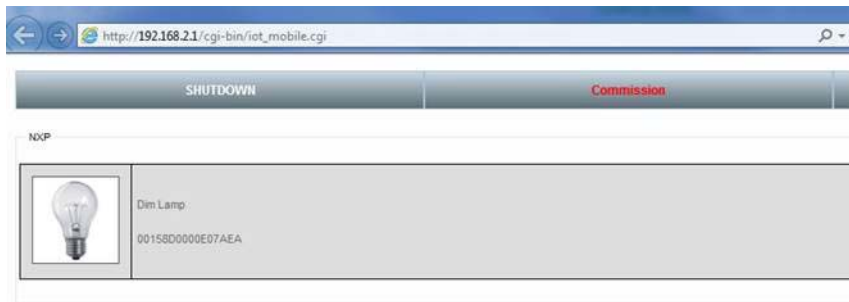 http://192.168.2.1/cgi-bin/iot_mobile.cgi
SHUTDOWN Commission
NXP
Dim Lamp
00158D0000E07AEA